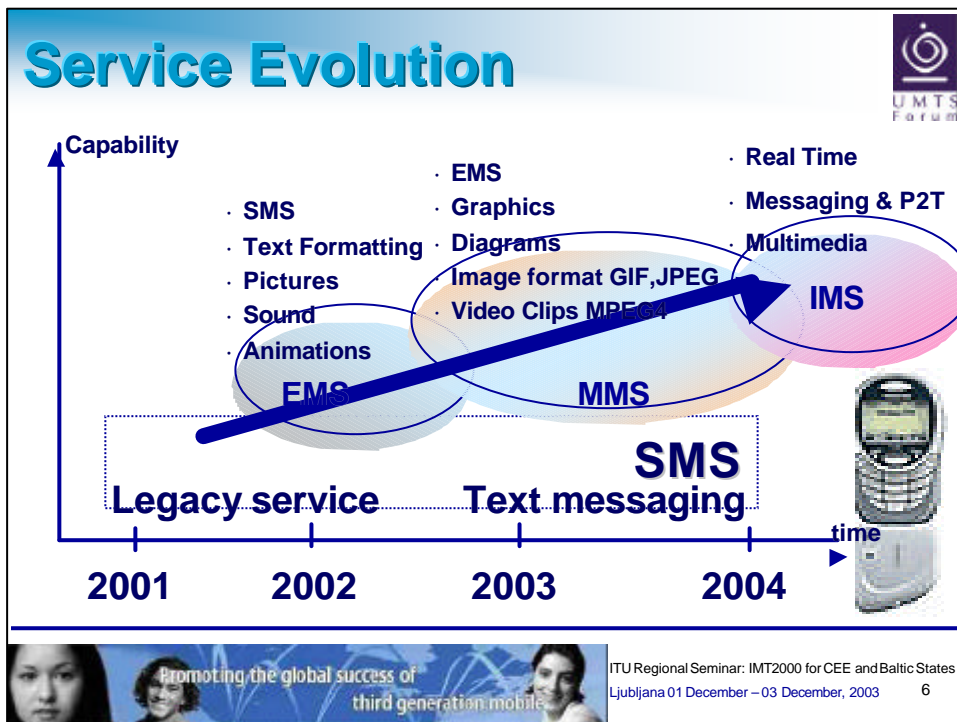 Service Evolution
UMTS
Forum
Capability
· SMS
· Text Formatting
· Pictures
· Sound
· Animations
· EMS
· Graphics
· Diagrams
· Image format GIF,JPEG
· Video Clips MPEG4
· Real Time
· Messaging & P2T
· Multimedia
IMS
EMS
MMS
SMS
Legacy service Text messaging
time
2001 2002 2003 2004
Promoting the global success of
third generation mobile
ITU Regional Seminar: IMT2000 for CEE and Baltic States
Ljubljana 01 December – 03 December, 2003 6